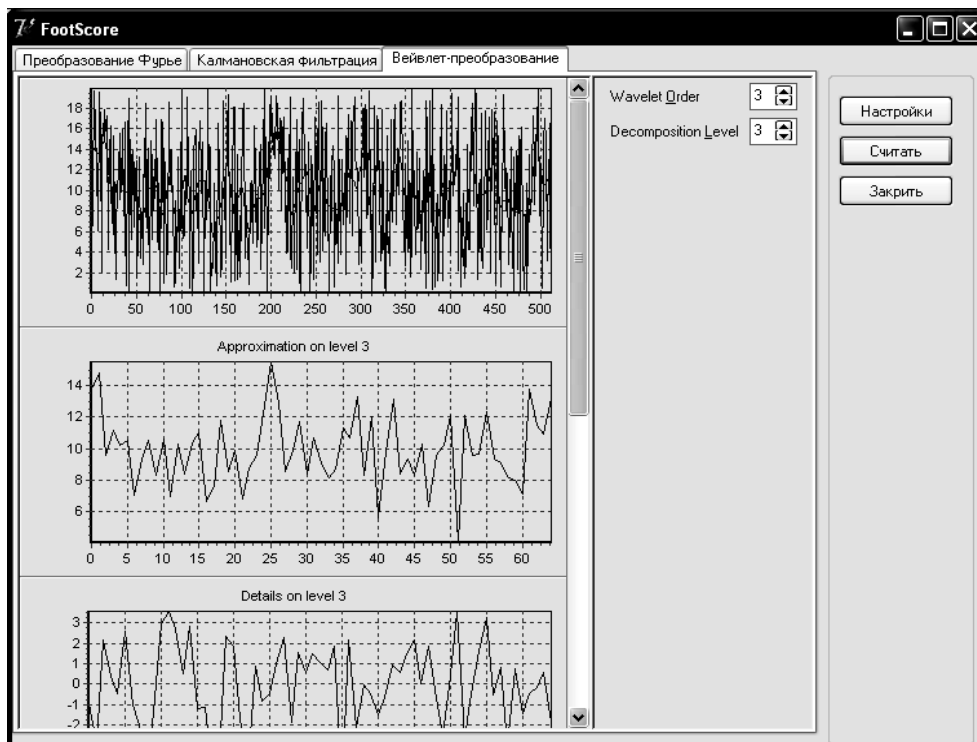 FootScore
Преобразование Фурье Калмановская фильтрация Вейвлет-преобразование
Wavelet Order 3
Decomposition Level 3
Настройки
Считать
Закрить
18
16
14
12
10
8
6
4
2
0 50 100 150 200 250 300 350 400 450 500
Approximation on level 3
14
12
10
8
6
0 5 10 15 20 25 30 35 40 45 50 55 60
Details on level 3
3
2
1
0
-1
-2